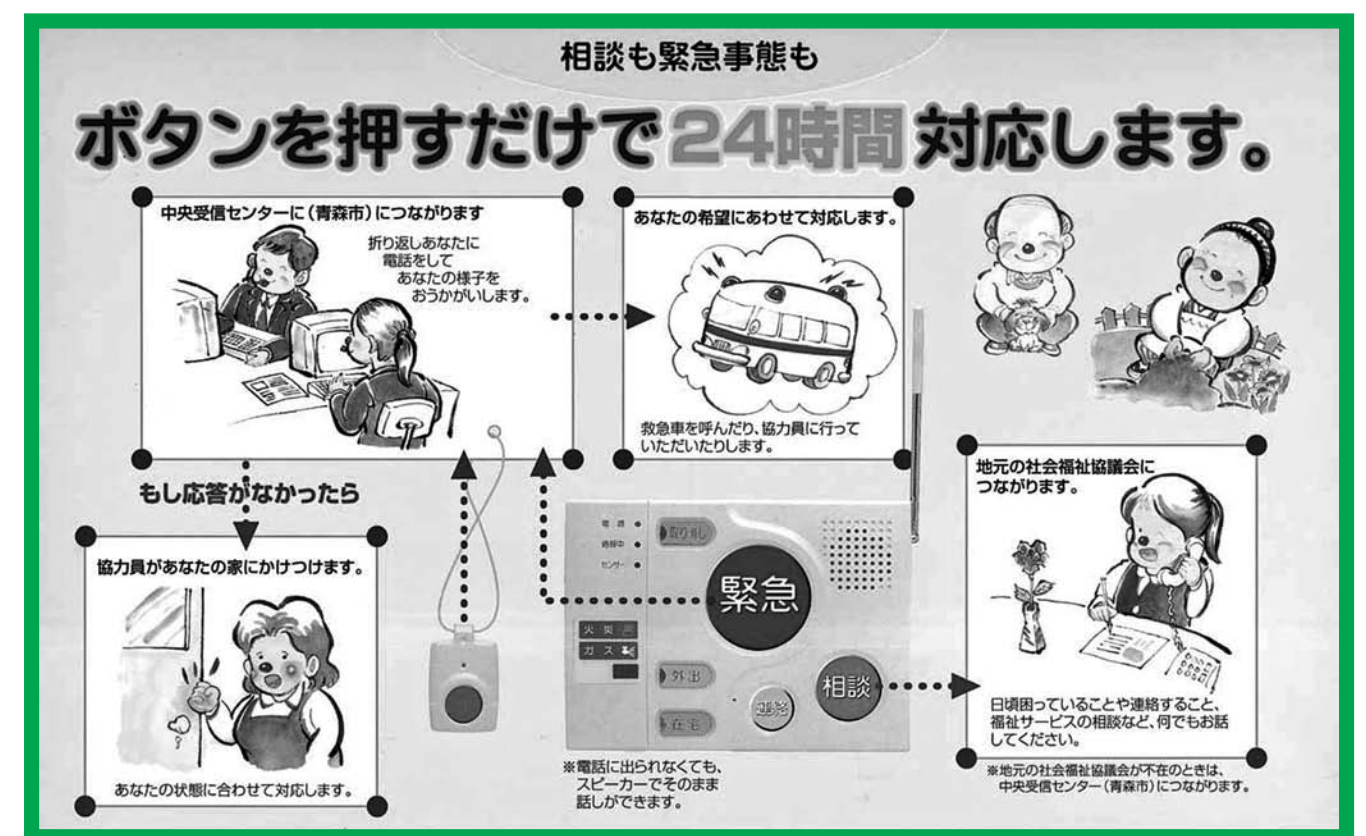 相談も緊急事態も
ボタンを押すだけで24時間対応します。
中央受信センターに(青森市)につながります
折り返しあなたに
電話をして
あなたの様子を
おうかがいします。
あなたの希望にあわせて対応します。
救急車を呼んだり、協力員に行って
いただいたりします。
もし応答がなかったら
協力員があなたの家にかけつけます。
あなたの状態に合わせて対応します。
電源
通報中
センサー
取り消し
緊急
火災
ガス
外出
在宅
連絡
相談
※電話に出られなくても、
スピーカーでそのまま
話しができます。
地元の社会福祉協議会に
つながります。
日頃困っていることや連絡すること、
福祉サービスの相談など、何でもお話
してください。
※地元の社会福祉協議会が不在のときは、
中央受信センター(青森市)につながります。